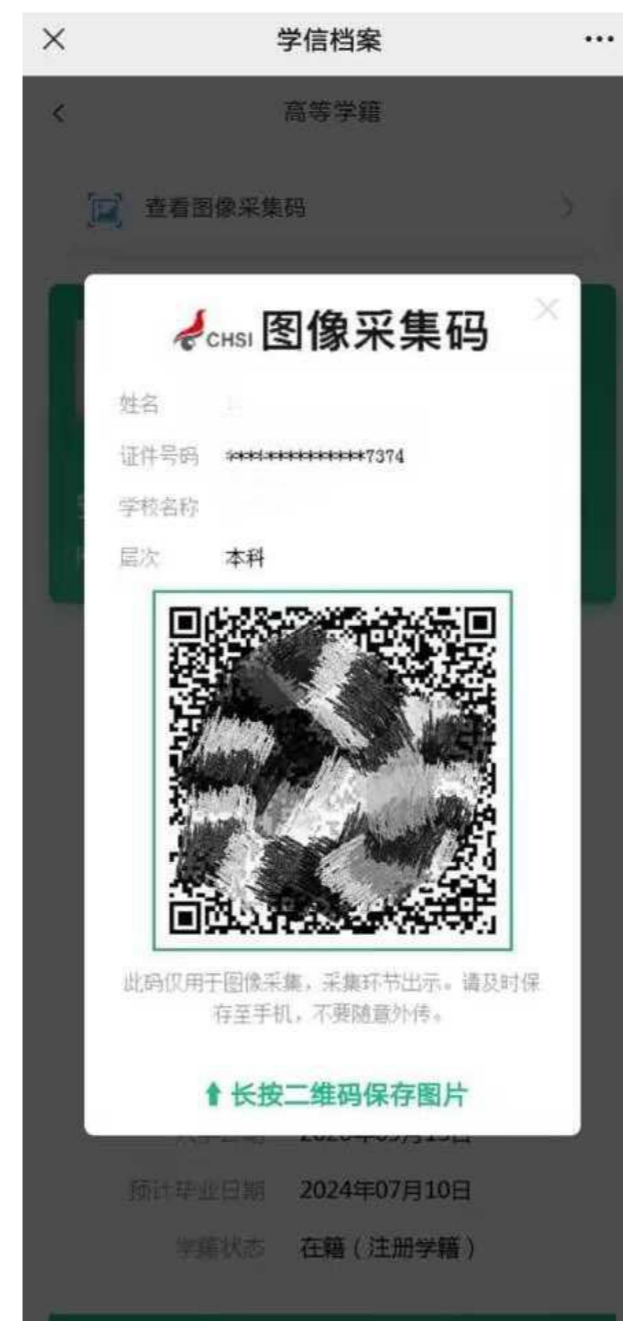 学信档案
高等学籍
查看图像采集码
CHSI 图像采集码
姓名
证件号码 ****************7374
学校名称
层次 本科
此码仅用于图像采集，采集环节出示。请及时保
存至手机，不要随意外传。
长按二维码保存图片
预计毕业日期 2024年07月10日
学籍状态 在籍（注册学籍）